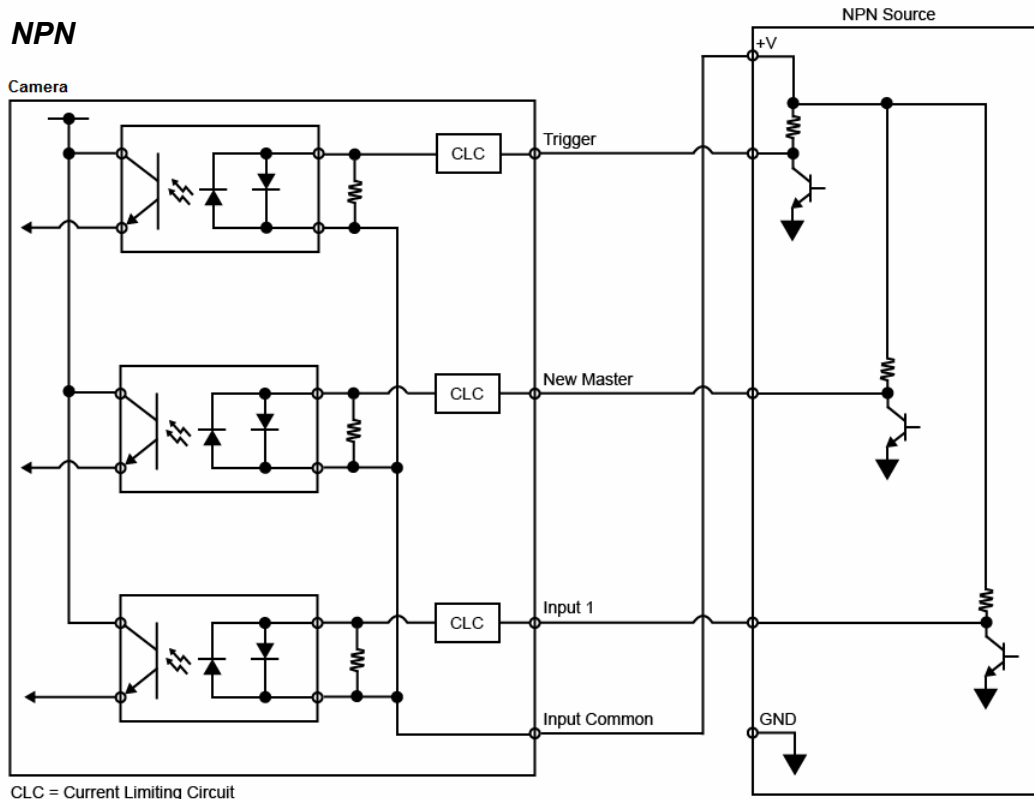 NPN
NPN Source
+V
Camera
CLC
Trigger
CLC
New Master
CLC
Input 1
Input Common
GND
CLC = Current Limiting Circuit